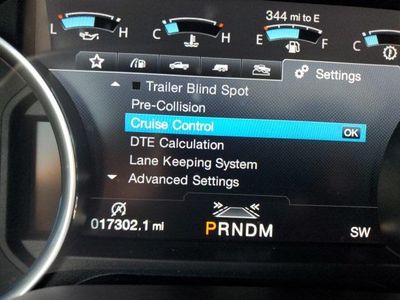 344 mi to E
L H C H E F C
Settings
Trailer Blind Spot
Pre-Collision
Cruise Control OK
DTE Calculation
Lane Keeping System
Advanced Settings
017302.1 mi PRNDM SW